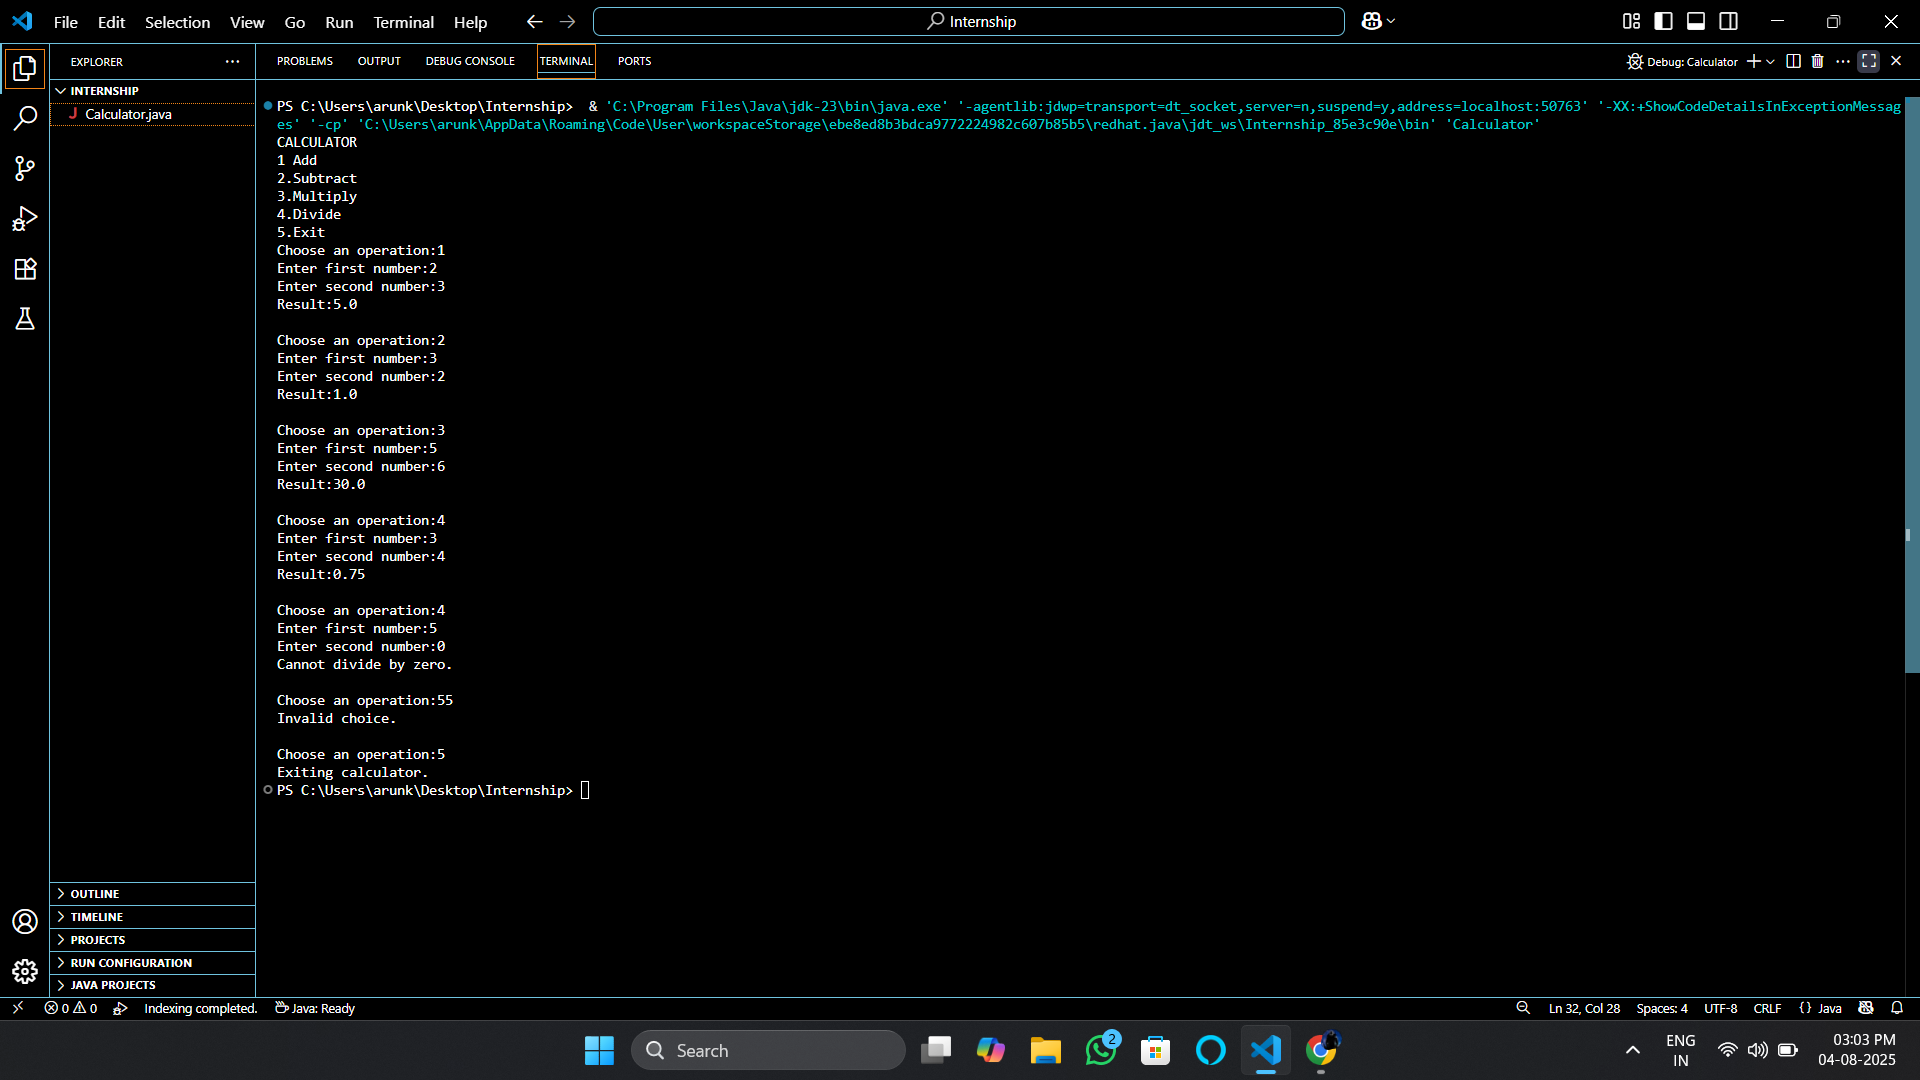 File Edit Selection View Go Run Terminal Help
Internship
EXPLORER
PROBLEMS OUTPUT DEBUG CONSOLE TERMINAL PORTS
Debug: Calculator
INTERNSHIP
J Calculator.java
PS C:\Users\arunk\Desktop\Internship>  & 'C:\Program Files\Java\jdk-23\bin\java.exe' '-agentlib:jdwp=transport=dt_socket,server=n,suspend=y,address=localhost:50763' '-XX:+ShowCodeDetailsInExceptionMessag
es' '-cp' 'C:\Users\arunk\AppData\Roaming\Code\User\workspaceStorage\ebe8ed8b3bdca9772224982c607b85b5\redhat.java\jdt_ws\Internship_85e3c90e\bin' 'Calculator'
CALCULATOR
1 Add
2.Subtract
3.Multiply
4.Divide
5.Exit
Choose an operation:1
Enter first number:2
Enter second number:3
Result:5.0
Choose an operation:2
Enter first number:3
Enter second number:2
Result:1.0
Choose an operation:3
Enter first number:5
Enter second number:6
Result:30.0
Choose an operation:4
Enter first number:3
Enter second number:4
Result:0.75
Choose an operation:4
Enter first number:5
Enter second number:0
Cannot divide by zero.
Choose an operation:55
Invalid choice.
Choose an operation:5
Exiting calculator.
PS C:\Users\arunk\Desktop\Internship>
OUTLINE
TIMELINE
PROJECTS
RUN CONFIGURATION
JAVA PROJECTS
0 0 Indexing completed. Java: Ready
Ln 32, Col 28 Spaces: 4 UTF-8 CRLF {} Java
Search
2
ENG
IN
03:03 PM
04-08-2025